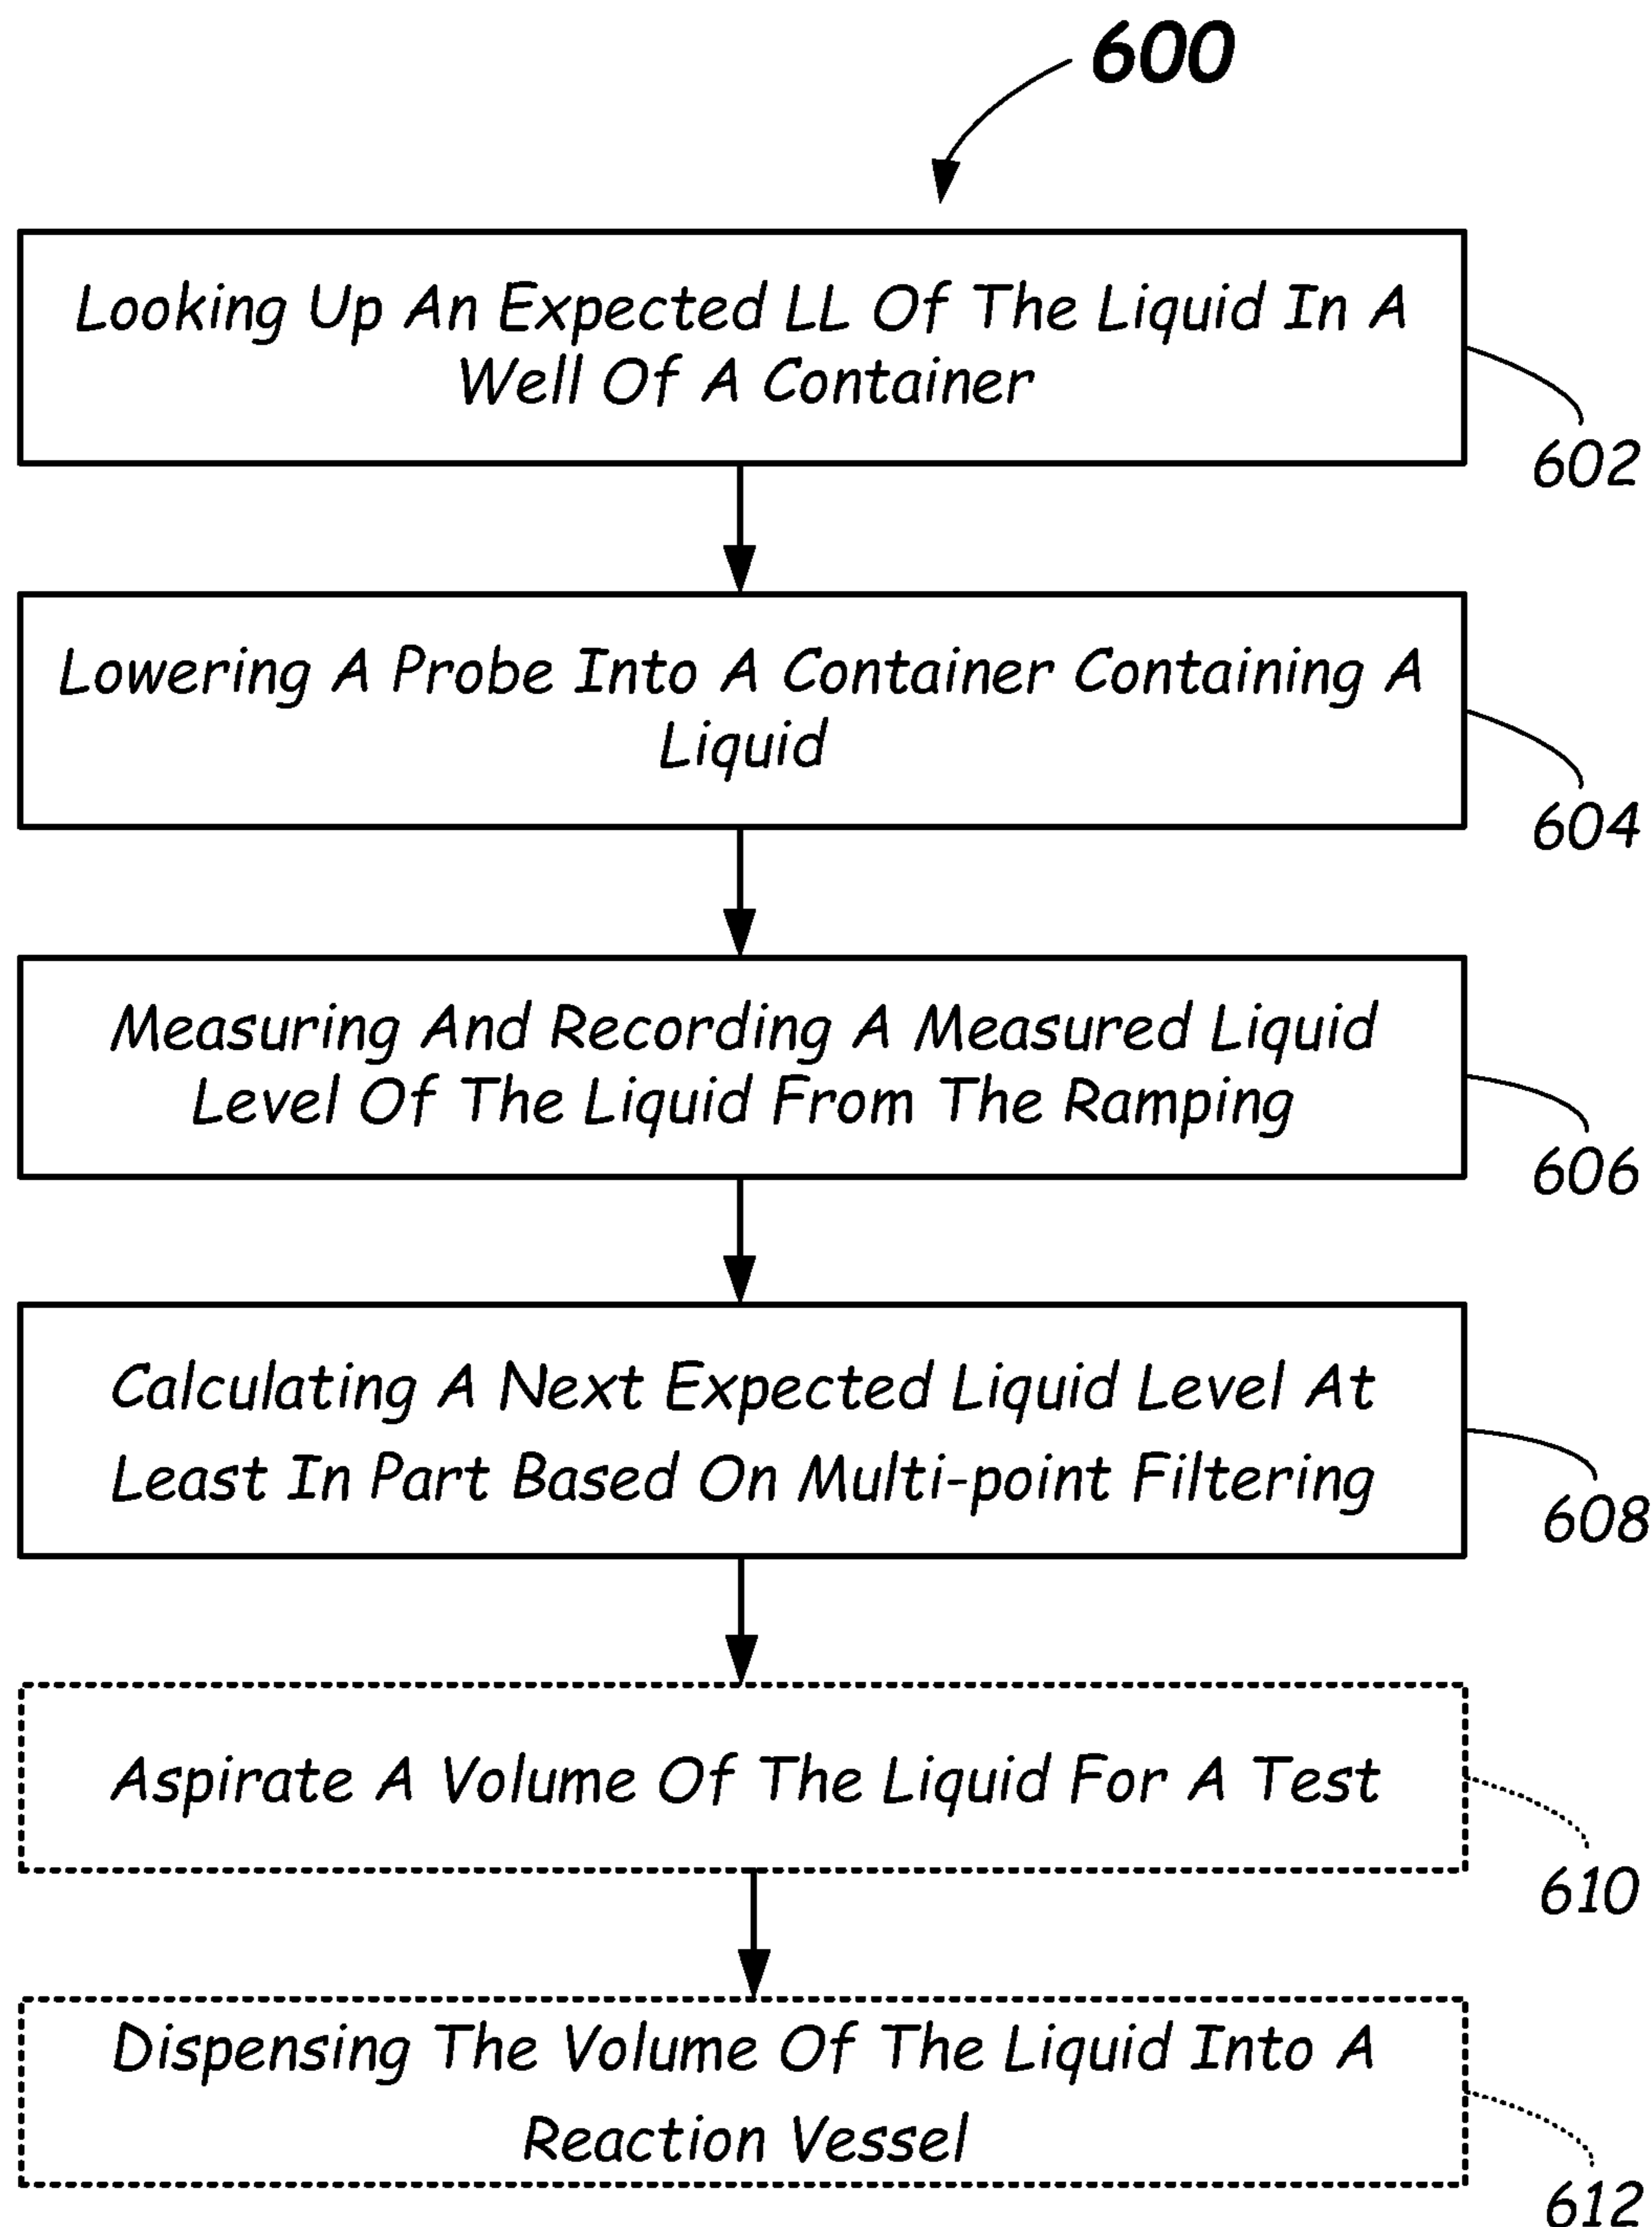 600
Looking Up An Expected LL Of The Liquid In A
Well Of A Container
602
Lowering A Probe Into A Container Containing A
Liquid
604
Measuring And Recording A Measured Liquid
Level Of The Liquid From The Ramping
606
Calculating A Next Expected Liquid Level At
Least In Part Based On Multi-point Filtering
608
Aspirate A Volume Of The Liquid For A Test
610
Dispensing The Volume Of The Liquid Into A
Reaction Vessel
612